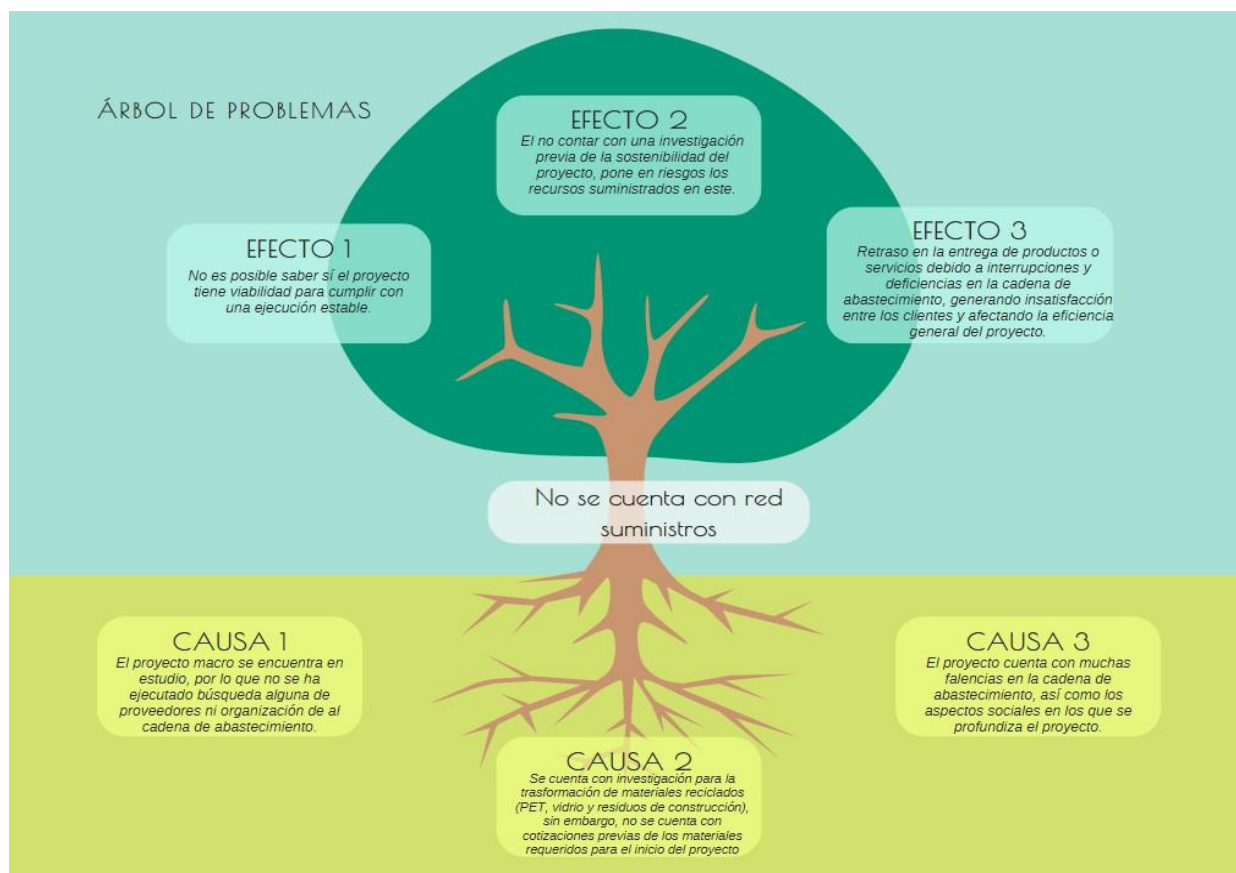 ÁRBOL DE PROBLEMAS
EFECTO 2
El no contar con una investigación
previa de la sostenibilidad del
proyecto, pone en riesgos los
recursos suministrados en este.
EFECTO 1
No es posible saber sí el proyecto
tiene viabilidad para cumplir con
una ejecución estable.
EFECTO 3
Retraso en la entrega de productos o
servicios debido a interrupciones y
deficiencias en la cadena de
abastecimiento, generando insatisfacción
entre los clientes y afectando la eficiencia
general del proyecto.
No se cuenta con red
suministros
CAUSA 1
El proyecto macro se encuentra en
estudio, por lo que no se ha
ejecutado búsqueda alguna de
proveedores ni organización de al
cadena de abastecimiento.
CAUSA 3
El proyecto cuenta con muchas
falencias en la cadena de
abastecimiento, así como los
aspectos sociales en los que se
profundiza el proyecto.
CAUSA 2
Se cuenta con investigación para la
trasformación de materiales reciclados
(PET, vidrio y residuos de construcción),
sin embargo, no se cuenta con
cotizaciones previas de los materiales
requeridos para el inicio del proyecto